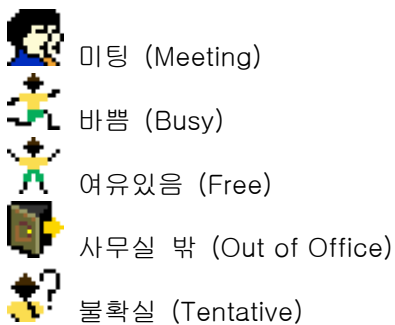 미팅 (Meeting)
바쁨 (Busy)
여유있음 (Free)
사무실 밖 (Out of Office)
불확실 (Tentative)